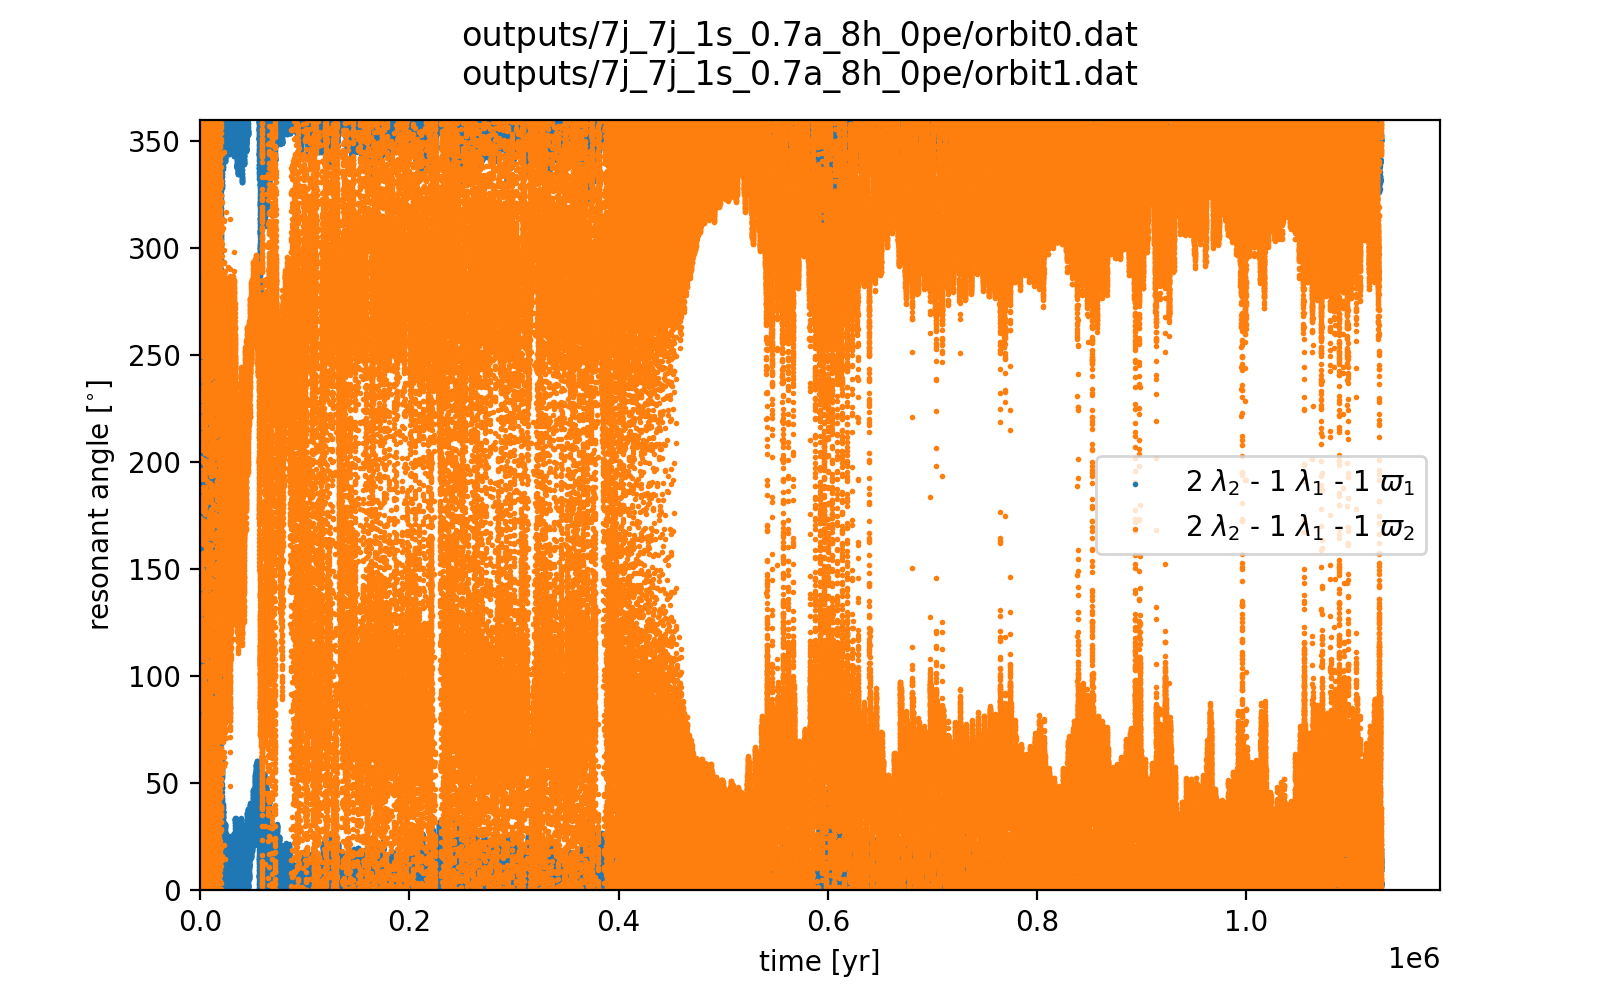 outputs/7j_7j_1s_0.7a_8h_0pe/orbit0.dat
outputs/7j_7j_1s_0.7a_8h_0pe/orbit1.dat
350
300
250
200
150
100
50
0
resonant angle [°]
2 λ₂ - 1 λ₁ - 1 ϖ₁
2 λ₂ - 1 λ₁ - 1 ϖ₂
0.0 0.2 0.4 0.6 0.8 1.0
time [yr]
1e6